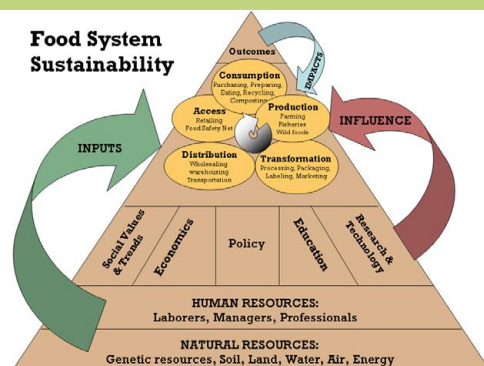 Food System
Sustainability
Outcomes
IMPACTS
Consumption
Purchasing, Preparing,
Eating, Recycling,
Composting
Access
Retailing
Food Safety Net
Production
Farming
Fisheries
Wild foods
INPUTS
INFLUENCE
Distribution
Wholesaling
warehousing
Transportation
Transformation
Processing, Packaging,
Labeling, Marketing
Social Values
& Trends
Economics
Policy
Education
Research &
Technology
HUMAN RESOURCES:
Laborers, Managers, Professionals
NATURAL RESOURCES:
Genetic resources, Soil, Land, Water, Air, Energy